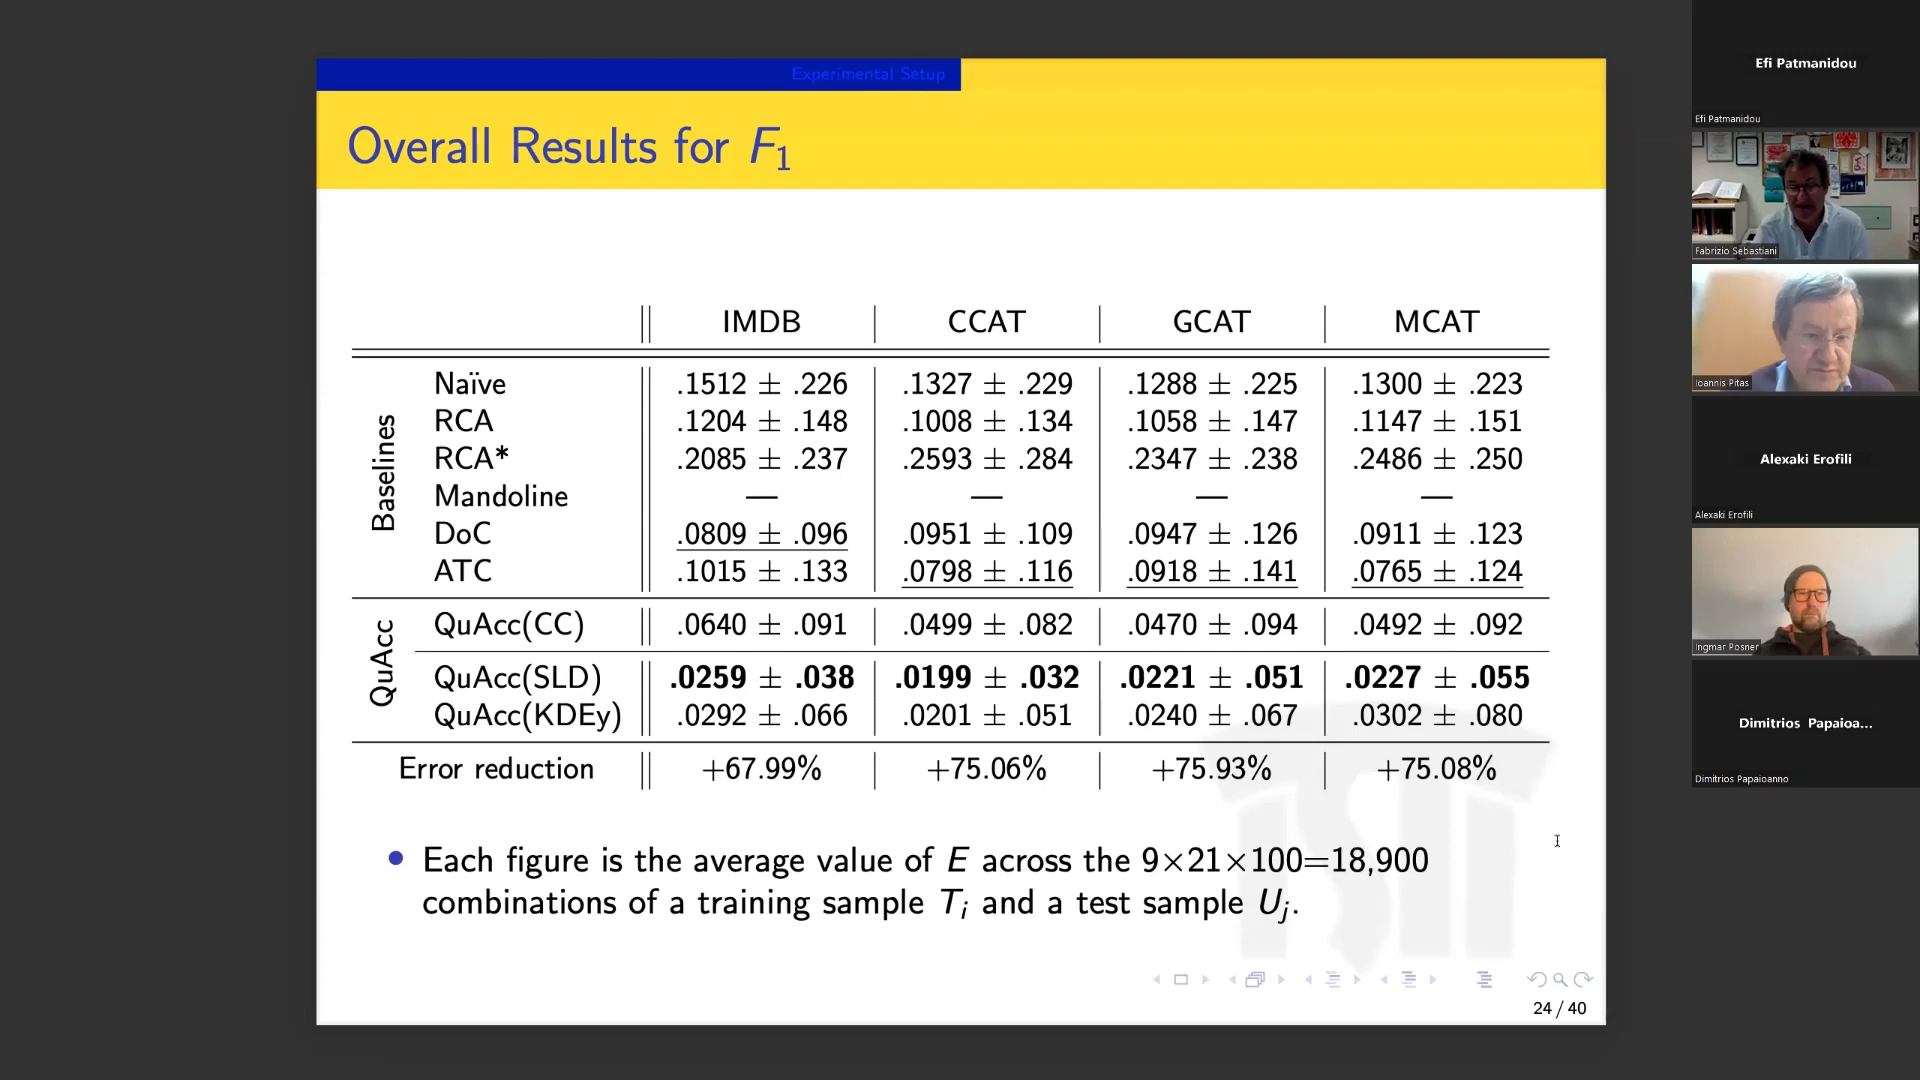 Experimental Setup
Overall Results for F1
IMDB CCAT GCAT MCAT
Baselines
Naïve .1512 ± .226 .1327 ± .229 .1288 ± .225 .1300 ± .223
RCA .1204 ± .148 .1008 ± .134 .1058 ± .147 .1147 ± .151
RCA* .2085 ± .237 .2593 ± .284 .2347 ± .238 .2486 ± .250
Mandoline — — — —
DoC .0809 ± .096 .0951 ± .109 .0947 ± .126 .0911 ± .123
ATC .1015 ± .133 .0798 ± .116 .0918 ± .141 .0765 ± .124
QuAcc
QuAcc(CC) .0640 ± .091 .0499 ± .082 .0470 ± .094 .0492 ± .092
QuAcc(SLD) .0259 ± .038 .0199 ± .032 .0221 ± .051 .0227 ± .055
QuAcc(KDEy) .0292 ± .066 .0201 ± .051 .0240 ± .067 .0302 ± .080
Error reduction +67.99% +75.06% +75.93% +75.08%
• Each figure is the average value of E across the 9×21×100=18,900
combinations of a training sample Ti and a test sample Uj.
24 / 40
Efi Patmanidou
Efi Patmanidou
Fabrizio Sebastiani
Ioannis Pitas
Alexaki Erofili
Alexaki Erofili
Ingmar Posner
Dimitrios Papaioa...
Dimitrios Papaioanno